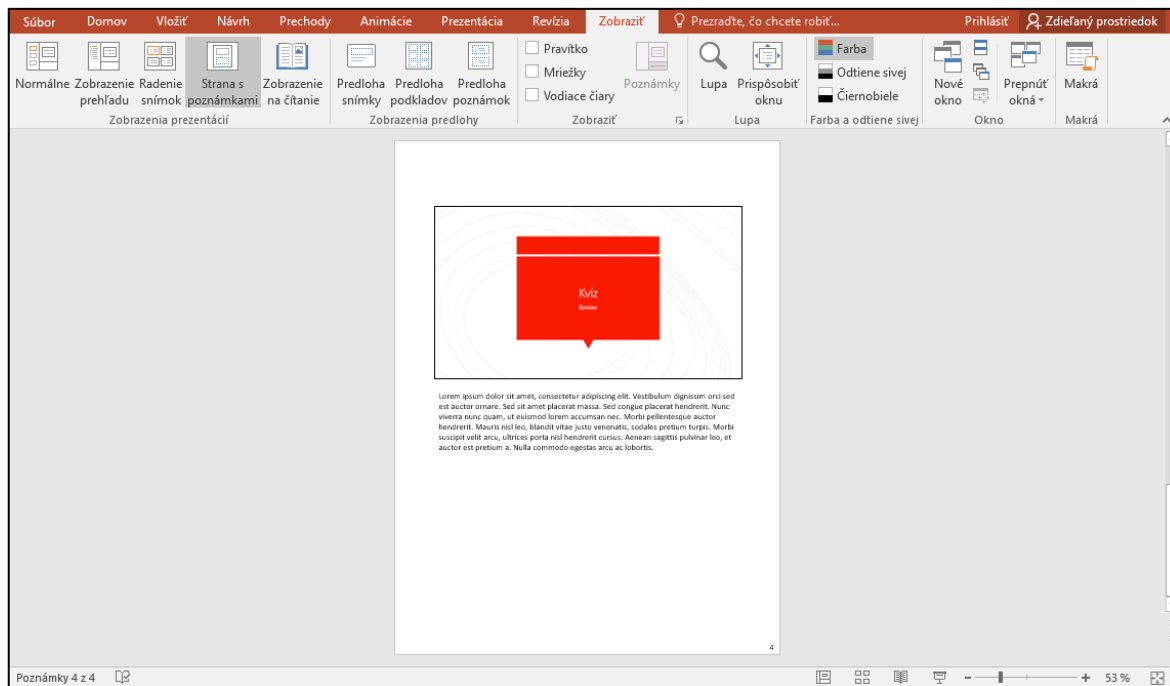 Súbor Domov Vložiť Návrh Prechody Animácie Prezentácia Revízia Zobraziť Prezraďte, čo chcete robiť... Prihlásiť Zdieľaný prostriedok
Normálne Zobrazenie prehľadu Radenie snímok Strana s poznámkami Zobrazenie na čítanie
Zobrazenia prezentácií
Predloha snímky Predloha podkladov Predloha poznámok
Zobrazenia predlohy
Pravítko
Mriežky
Vodiace čiary
Poznámky
Zobraziť
Lupa Prispôsobiť oknu
Lupa
Farba
Odtiene sivej
Čiernobiele
Farba a odtiene sivej
Nové okno Prepnúť okná
Okno
Makrá
Makrá
Kvíz
Koniec
Lorem ipsum dolor sit amet, consectetur adipiscing elit. Vestibulum dignissim orci sed
est auctor ornare. Sed sit amet placerat massa. Sed congue placerat hendrerit. Nunc
viverra nunc quam, ut euismod lorem accumsan nec. Morbi pellentesque auctor
hendrerit. Mauris nisl leo, blandit vitae justo venenatis, sodales pretium turpis. Morbi
suscipit velit arcu, ultrices porta nisl hendrerit cursus. Aenean sagittis pulvinar leo, et
auctor est pretium a. Nulla commodo egestas arcu ac lobortis.
4
Poznámky 4 z 4
53 %